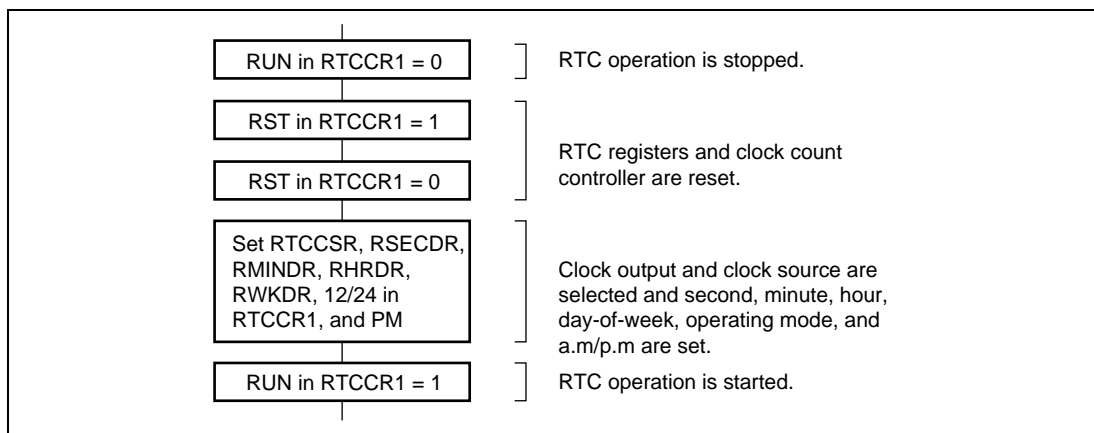 RUN in RTCCR1 = 0
RTC operation is stopped.
RST in RTCCR1 = 1
RST in RTCCR1 = 0
RTC registers and clock count
controller are reset.
Set RTCCSR, RSECDR,
RMINDR, RHRDR,
RWKDR, 12/24 in
RTCCR1, and PM
Clock output and clock source are
selected and second, minute, hour,
day-of-week, operating mode, and
a.m/p.m are set.
RUN in RTCCR1 = 1
RTC operation is started.